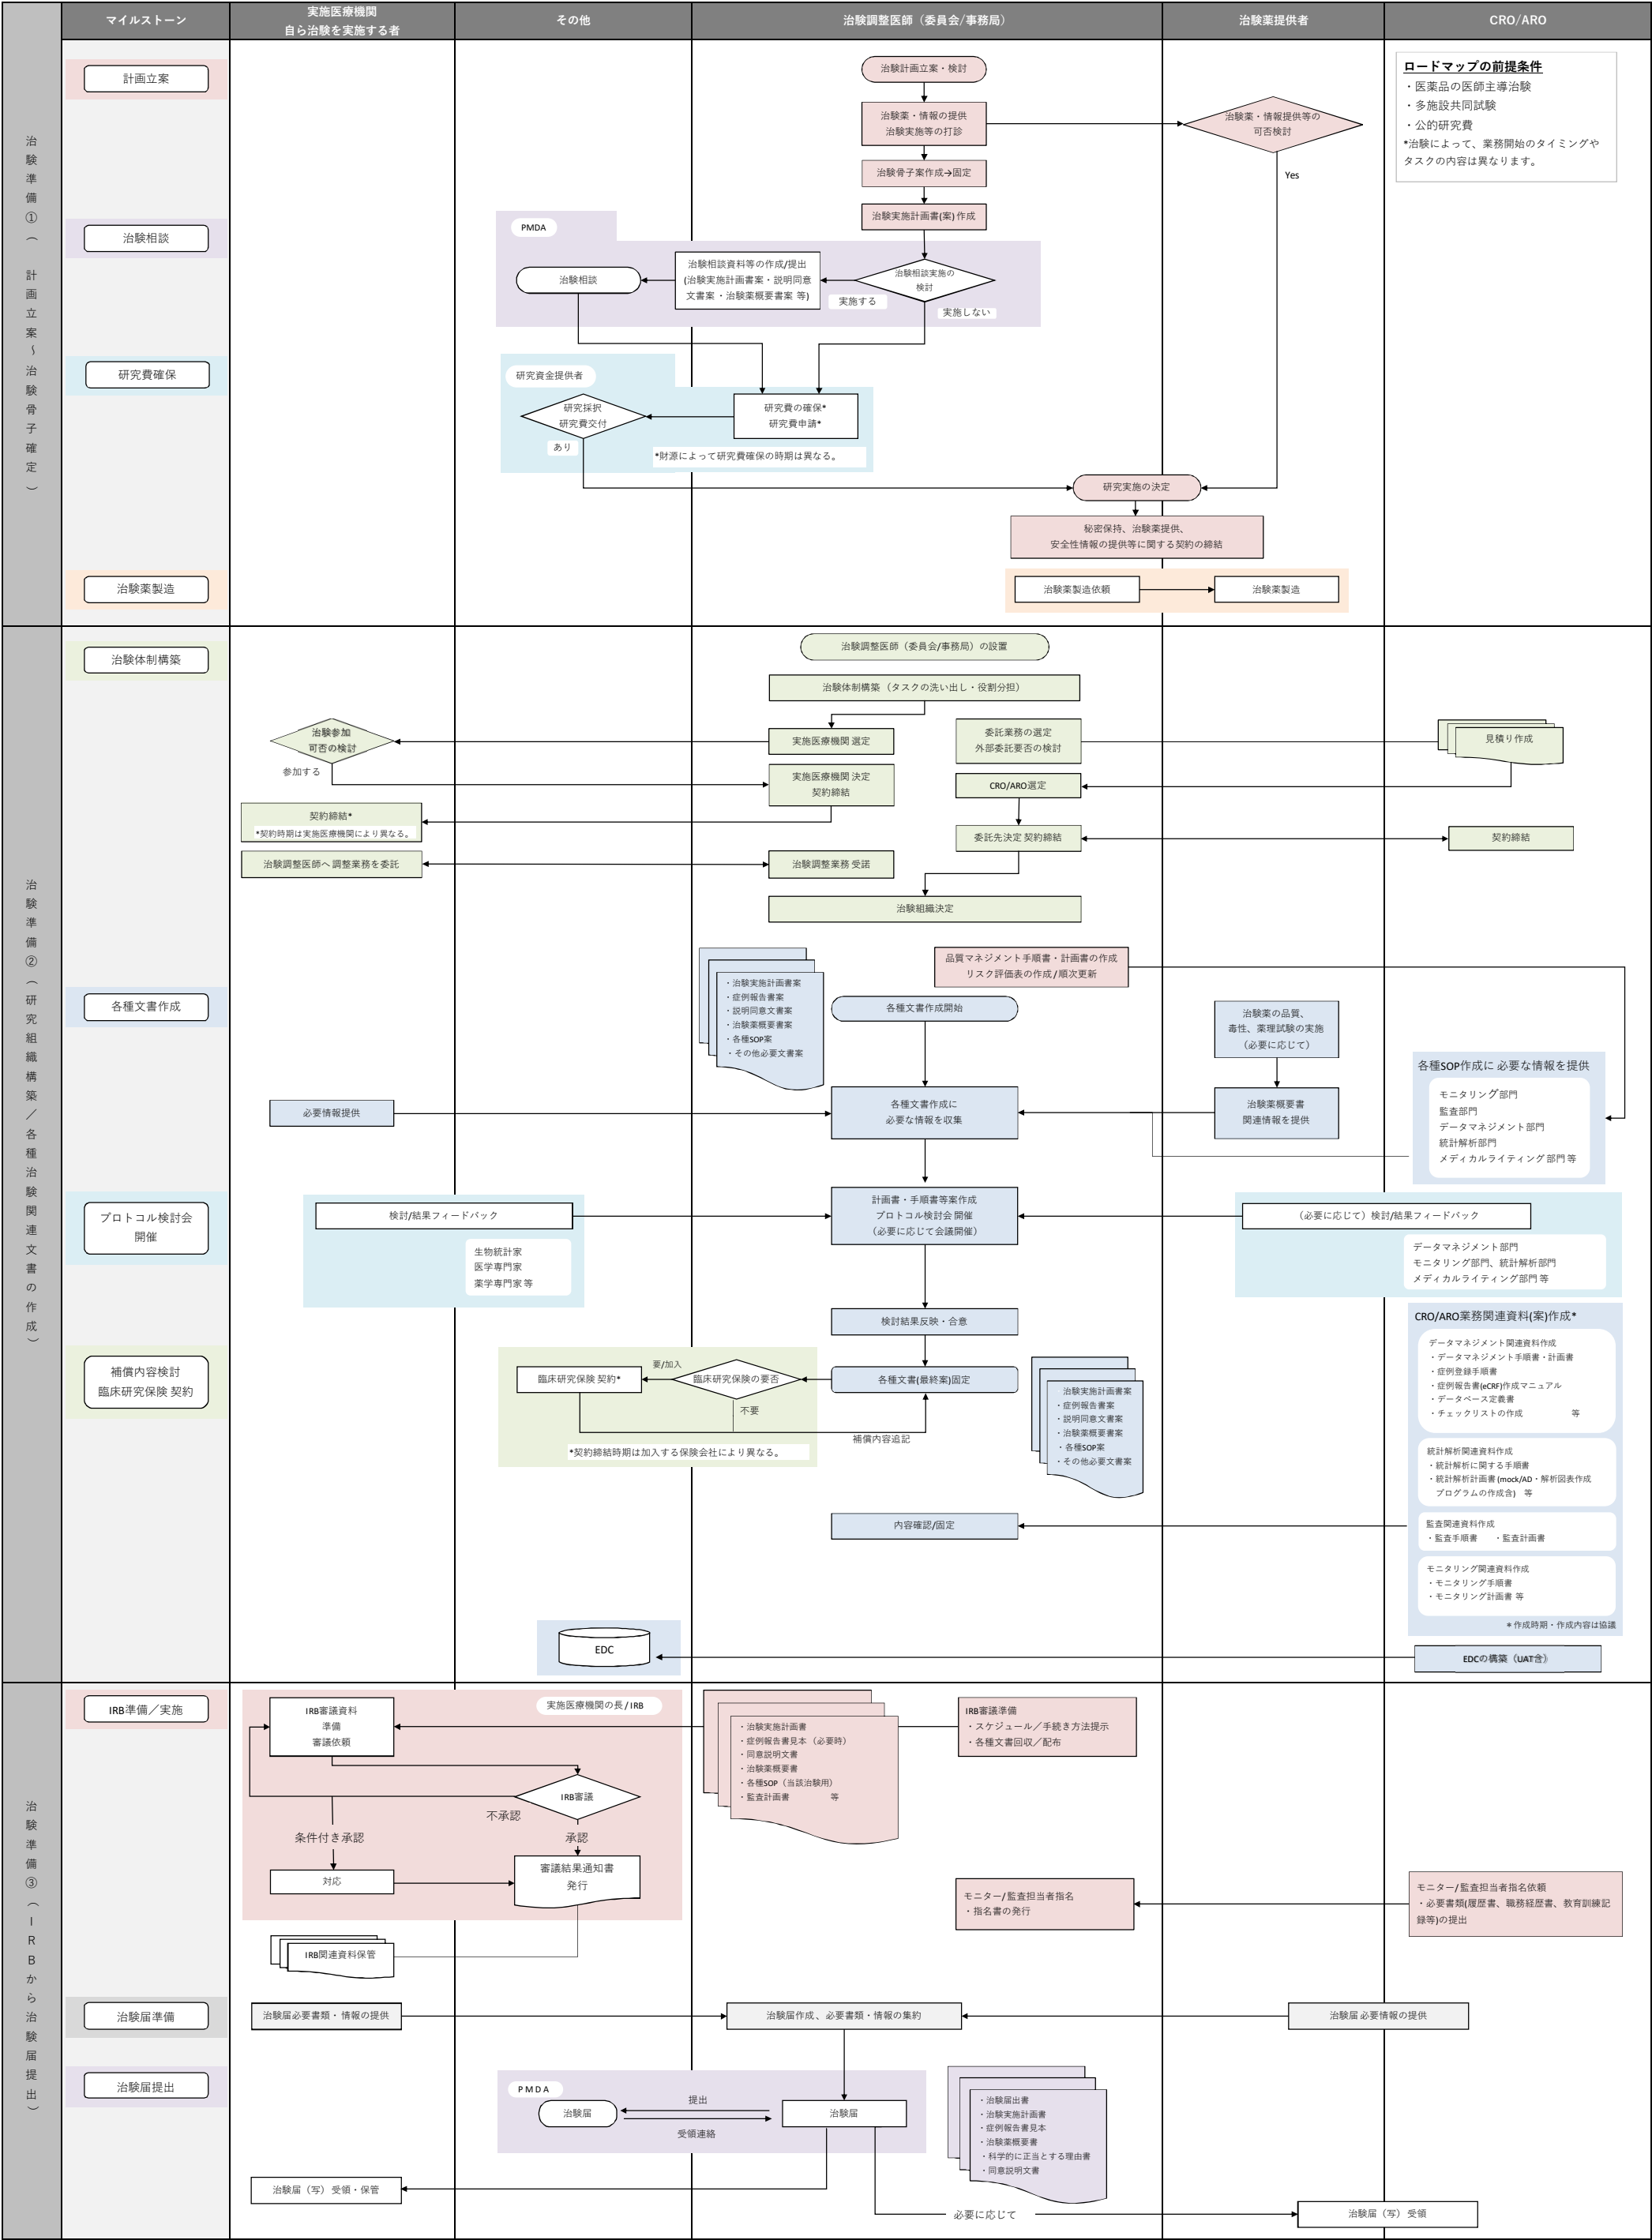 マイルストーン
実施医療機関
自ら治験を実施する者
その他
治験調整医師（委員会/事務局）
治験薬提供者
CRO/ARO
治験準備①（ 計画立案～治験骨子確定）
計画立案
治験計画立案・検討
治験薬・情報の提供
治験実施等の打診
治験薬・情報提供等の
可否検討
Yes
ロードマップの前提条件
・医薬品の医師主導治験
・多施設共同試験
・公的研究費
*治験によって、業務開始のタイミングや
タスクの内容は異なります。
治験骨子案作成→固定
治験実施計画書(案) 作成
治験相談
PMDA
治験相談
治験相談資料等の作成/提出
(治験実施計画書案・説明同意
文書案・治験薬概要書案 等)
治験相談実施の
検討
実施する
実施しない
研究費確保
研究資金提供者
研究採択
研究費交付
あり
研究費の確保*
研究費申請*
*財源によって研究費確保の時期は異なる。
研究実施の決定
秘密保持、治験薬提供、
安全性情報の提供等に関する契約の締結
治験薬製造
治験薬製造依頼
治験薬製造
治験準備②（研究組織構築／各種治験関連文書の作成）
治験体制構築
治験調整医師（委員会/事務局）の設置
治験体制構築（タスクの洗い出し・役割分担）
治験参加
可否の検討
参加する
実施医療機関 選定
委託業務の選定
外部委託要否の検討
見積り作成
実施医療機関 決定
契約締結
CRO/ARO選定
契約締結*
*契約時期は実施医療機関により異なる。
委託先決定 契約締結
契約締結
治験調整医師へ 調整業務を委託
治験調整業務 受諾
治験組織決定
各種文書作成
・治験実施計画書案
・症例報告書案
・説明同意文書案
・治験薬概要書案
・各種SOP案
・その他必要文書案
品質マネジメント手順書・計画書の作成
リスク評価表の作成 / 順次更新
各種文書作成開始
治験薬の品質、
毒性、薬理試験の実施
（必要に応じて）
各種SOP作成に 必要な情報を提供
モニタリング部門
監査部門
データマネジメント部門
統計解析部門
メディカルライティング部門 等
必要情報提供
各種文書作成に
必要な情報を収集
治験薬概要書
関連情報を提供
プロトコル検討会
開催
検討/結果フィードバック
生物統計家
医学専門家
薬学専門家 等
計画書・手順書等案作成
プロトコル検討会 開催
（必要に応じて会議開催）
（必要に応じて）検討/結果フィードバック
データマネジメント部門
モニタリング部門、統計解析部門
メディカルライティング部門 等
検討結果反映・合意
補償内容検討
臨床研究保険 契約
臨床研究保険 契約*
要/加入
臨床研究保険の要否
不要
*契約締結時期は加入する保険会社により異なる。
各種文書(最終案)固定
補償内容追記
治験実施計画書案
・症例報告書案
・説明同意文書案
・治験薬概要書案
・各種SOP案
・その他必要文書案
CRO/ARO業務関連資料(案)作成*
データマネジメント関連資料作成
・データマネジメント手順書・計画書
・症例登録手順書
・症例報告書(eCRF)作成マニュアル
・データベース定義書
・チェックリストの作成 等
統計解析関連資料作成
・統計解析に関する手順書
・統計解析計画書 (mock/AD・解析図表作成
プログラムの作成含) 等
監査関連資料作成
・監査手順書 ・監査計画書
モニタリング関連資料作成
・モニタリング手順書
・モニタリング計画書 等
* 作成時期・作成内容は協議
内容確認/固定
EDC
EDCの構築（UAT含）
治験準備③（ＩＲＢから治験届提出）
IRB準備／実施
IRB審議資料
準備
審議依頼
実施医療機関の長 / IRB
・治験実施計画書
・症例報告書見本（必要時）
・同意説明文書
・治験薬概要書
・各種SOP（当該治験用）
・監査計画書 等
IRB審議準備
・スケジュール／手続き方法提示
・各種文書回収／配布
IRB審議
不承認
条件付き承認
承認
対応
審議結果通知書
発行
IRB関連資料保管
モニター/ 監査担当者指名
・指名書の発行
モニター/ 監査担当者指名依頼
・必要書類(履歴書、職務経歴書、教育訓練記
録等)の提出
治験届準備
治験届必要書類・ 情報の提供
治験届作成 、必要書類・情報の集約
治験届 必要情報の提供
治験届提出
ＰＭＤＡ
治験届
提出
受領連絡
治験届
・治験届出書
・治験実施計画書
・症例報告書見本
・治験薬概要書
・科学的に正当とする理由書
・同意説明文書
治験届（写） 受領・保管
必要に応じて
治験届（写） 受領